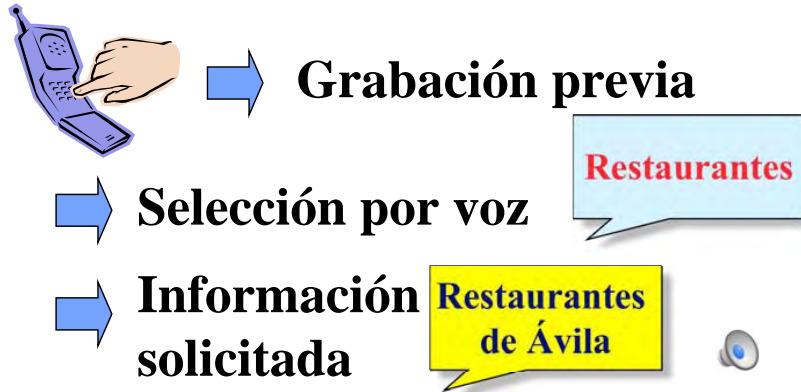 Grabación previa
Restaurantes
Selección por voz
Información
solicitada
Restaurantes
de Ávila